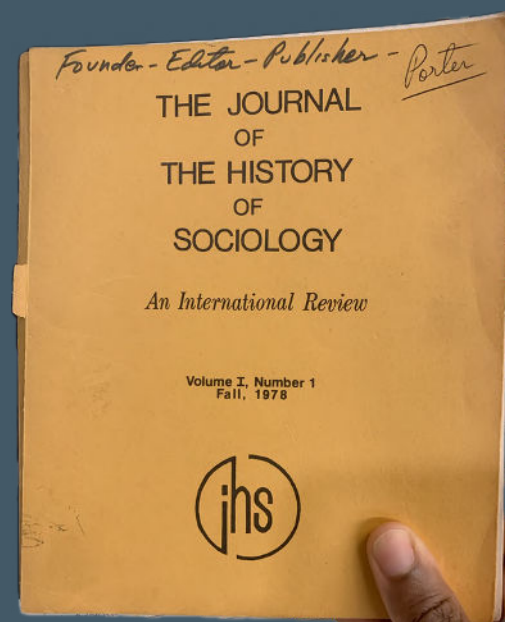 Founder - Editor - Publisher - Porter
THE JOURNAL
OF
THE HISTORY
OF
SOCIOLOGY
An International Review
Volume I, Number 1
Fall, 1978
jhs